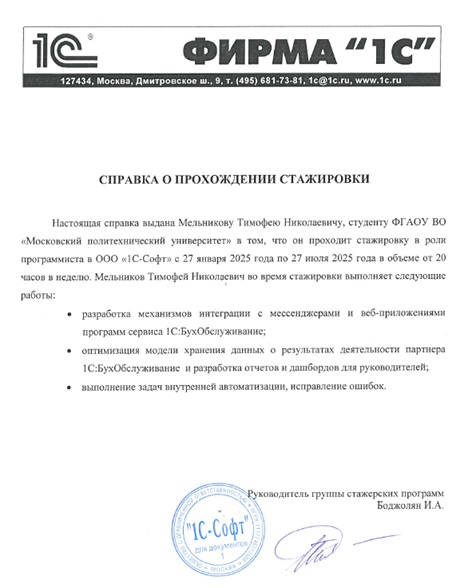 1С ФИРМА "1С"
127434, Москва, Дмитровское ш., 9, т. (495) 681-73-81, 1c@1c.ru, www.1c.ru
СПРАВКА О ПРОХОЖДЕНИИ СТАЖИРОВКИ
Настоящая справка выдана Мельникову Тимофею Николаевичу, студенту ФГАОУ ВО
«Московский политехнический университет» в том, что он проходит стажировку в роли
программиста в ООО «1С-Софт» с 27 января 2025 года по 27 июля 2025 года в объеме от 20
часов в неделю. Мельников Тимофей Николаевич во время стажировки выполняет следующие
работы:
• разработка механизмов интеграции с мессенджерами и веб-приложениями
программ сервиса 1С:БухОбслуживание;
• оптимизация модели хранения данных о результатах деятельности партнера
1С:БухОбслуживание и разработка отчетов и дашбордов для руководителей;
• выполнение задач внутренней автоматизации, исправление ошибок.
Руководитель группы стажерских программ
Боджолян И.А.
"1С-Софт"
для документов
1
МОСКВА